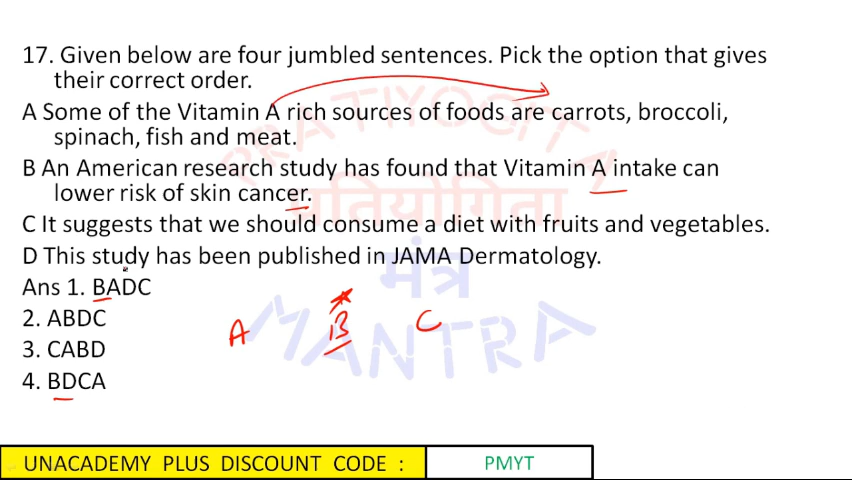 17. Given below are four jumbled sentences. Pick the option that gives
their correct order.
A Some of the Vitamin A rich sources of foods are carrots, broccoli,
spinach, fish and meat.
B An American research study has found that Vitamin A intake can
lower risk of skin cancer.
C It suggests that we should consume a diet with fruits and vegetables.
D This study has been published in JAMA Dermatology.
Ans 1. BADC
2. ABDC
3. CABD
4. BDCA
A B C
PRATIYOGITA
प्रतियोगिता
मंत्र
MANTRA
UNACADEMY PLUS DISCOUNT CODE : PMYT